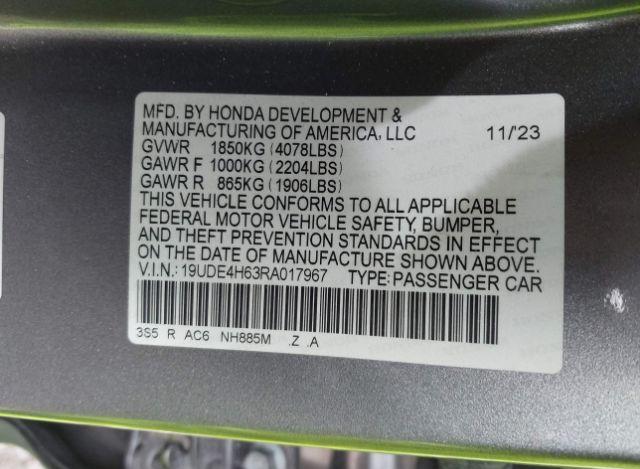 MFD. BY HONDA DEVELOPMENT &
MANUFACTURING OF AMERICA, LLC 11/'23
GVWR 1850KG (4078LBS)
GAWR F 1000KG (2204LBS)
GAWR R 865KG (1906LBS)
THIS VEHICLE CONFORMS TO ALL APPLICABLE
FEDERAL MOTOR VEHICLE SAFETY, BUMPER,
AND THEFT PREVENTION STANDARDS IN EFFECT
ON THE DATE OF MANUFACTURE SHOWN ABOVE.
V.I.N.: 19UDE4H63RA017967 TYPE: PASSENGER CAR
3S5 R AC6 NH885M .Z .A